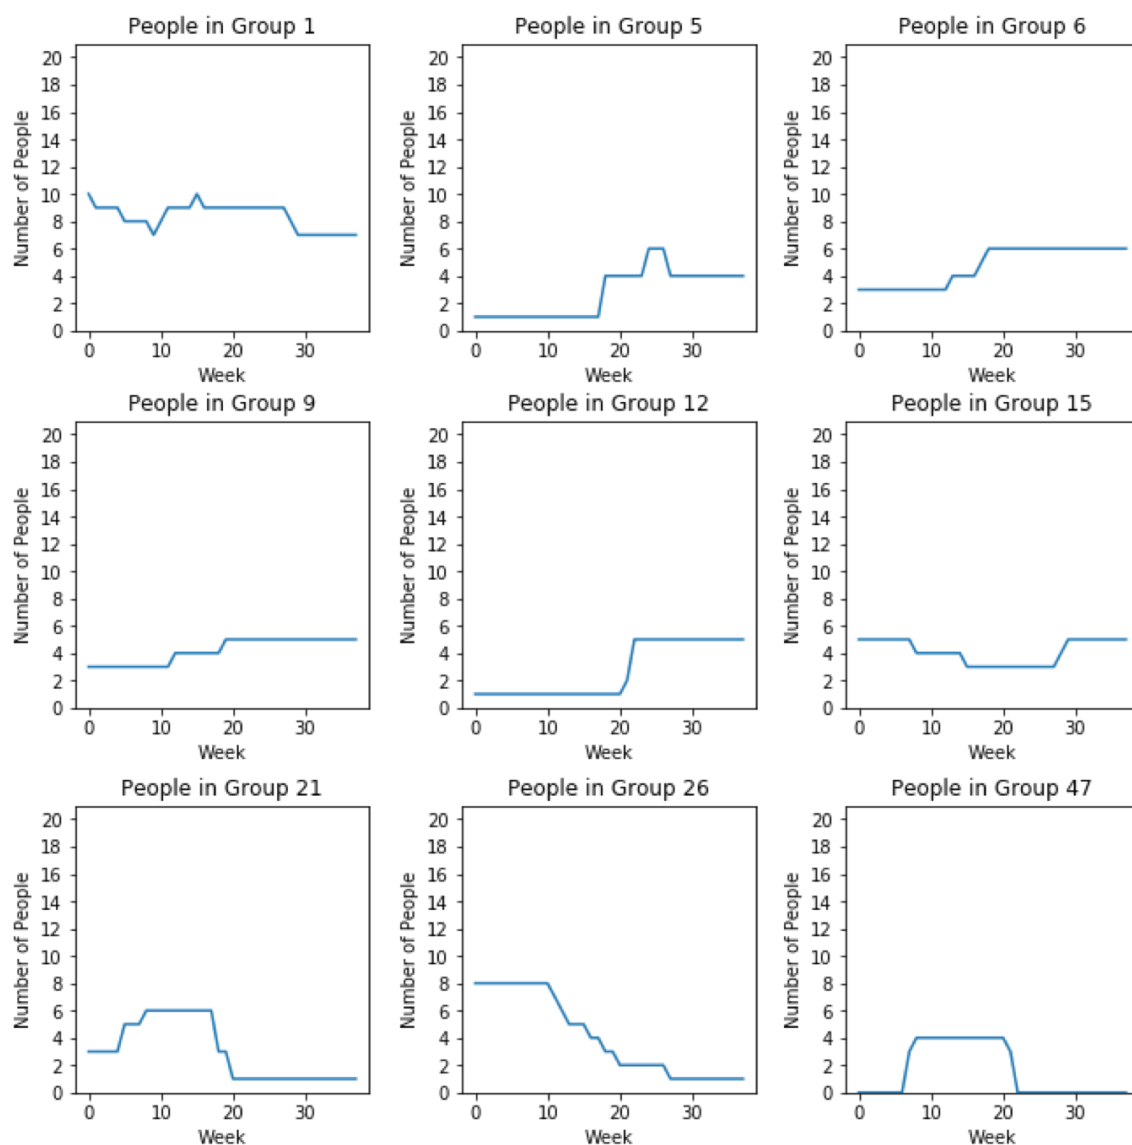 People in Group 1
20
18
16
14
12
10
8
6
4
2
0
Number of People
0 10 20 30
Week
People in Group 5
20
18
16
14
12
10
8
6
4
2
0
Number of People
0 10 20 30
Week
People in Group 6
20
18
16
14
12
10
8
6
4
2
0
Number of People
0 10 20 30
Week
People in Group 9
20
18
16
14
12
10
8
6
4
2
0
Number of People
0 10 20 30
Week
People in Group 12
20
18
16
14
12
10
8
6
4
2
0
Number of People
0 10 20 30
Week
People in Group 15
20
18
16
14
12
10
8
6
4
2
0
Number of People
0 10 20 30
Week
People in Group 21
20
18
16
14
12
10
8
6
4
2
0
Number of People
0 10 20 30
Week
People in Group 26
20
18
16
14
12
10
8
6
4
2
0
Number of People
0 10 20 30
Week
People in Group 47
20
18
16
14
12
10
8
6
4
2
0
Number of People
0 10 20 30
Week